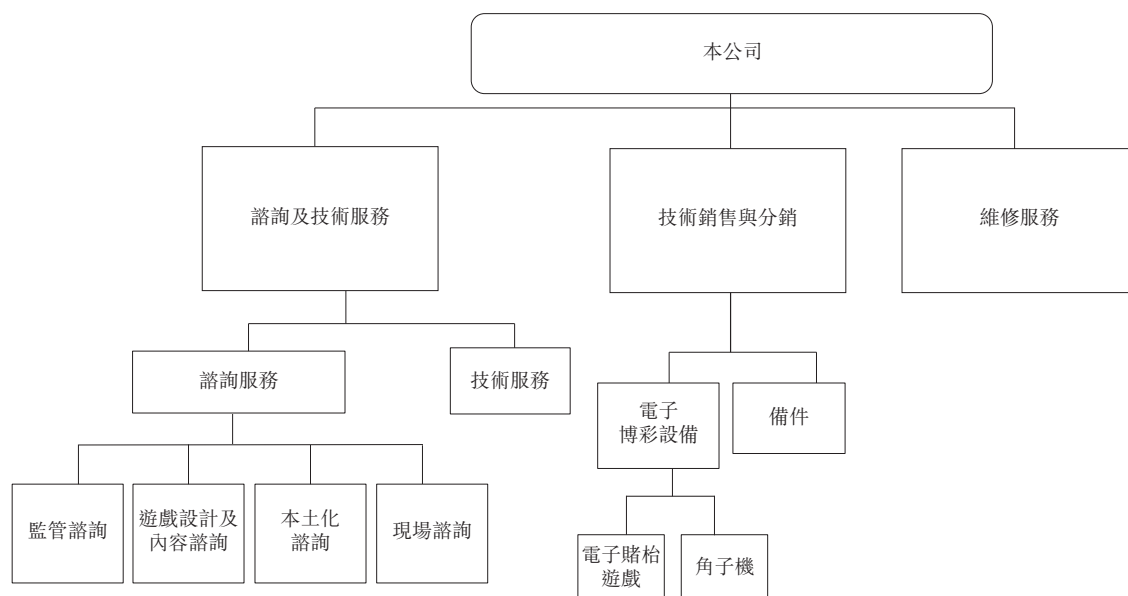 本公司
諮詢及技術服務
技術銷售與分銷
維修服務
諮詢服務
技術服務
電子
博彩設備
備件
監管諮詢
遊戲設計及
內容諮詢
本土化
諮詢
現場諮詢
電子賭枱
遊戲
角子機